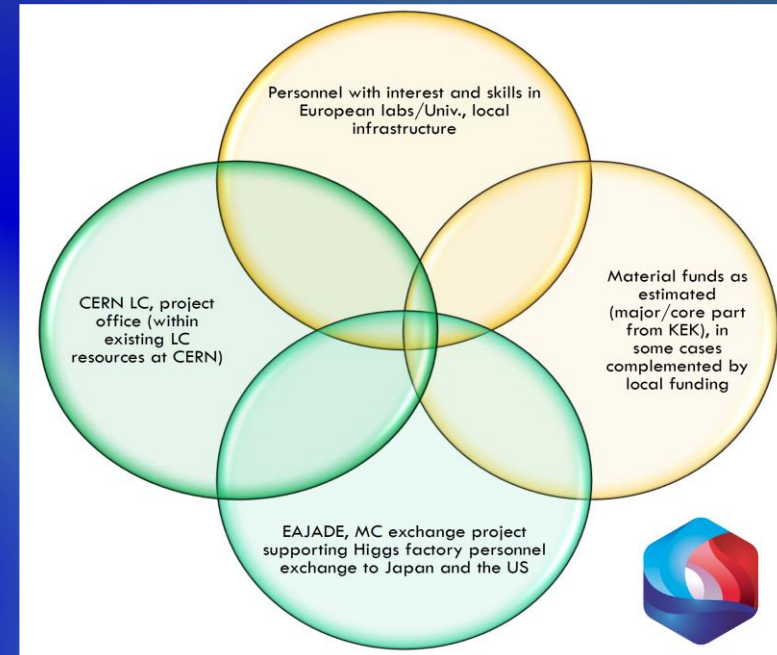 Personnel with interest and skills in
European labs/Univ., local
infrastructure
CERN LC, project
office (within
existing LC
resources at CERN)
Material funds as
estimated
(major/core part
from KEK), in
some cases
complemented by
local funding
EAJADE, MC exchange project
supporting Higgs factory personnel
exchange to Japan and the US